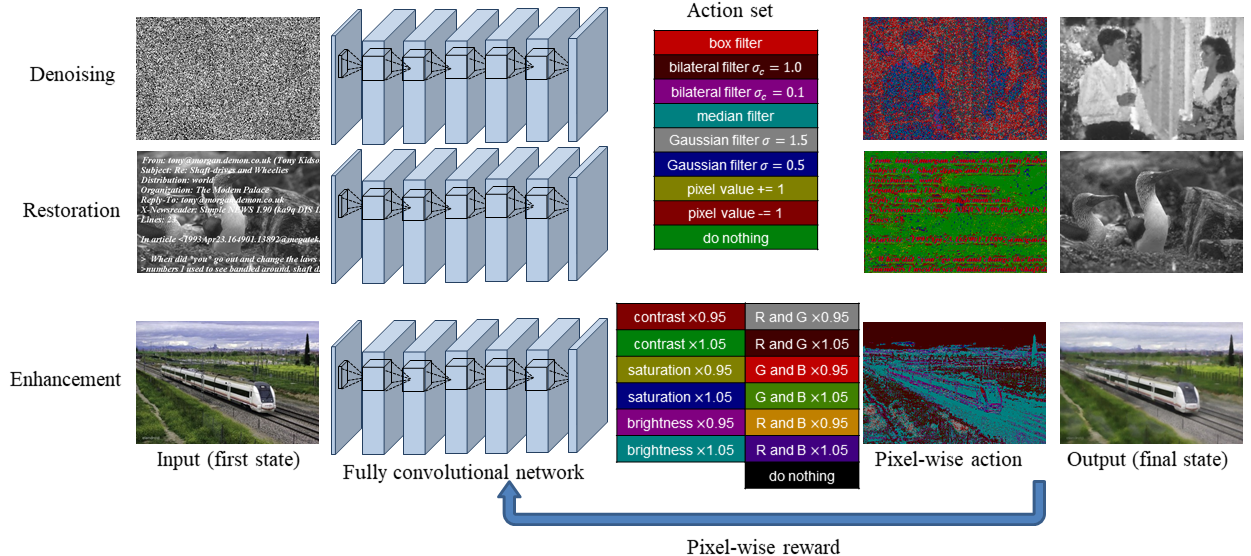 Action set
Denoising
box filter
bilateral filter σc = 1.0
bilateral filter σc = 0.1
median filter
Gaussian filter σ = 1.5
Gaussian filter σ = 0.5
pixel value += 1
pixel value -= 1
do nothing
Restoration
From: tony@morgan.demon.co.uk (Tony Kidso
Subject: Re: Shaft-drives and Wheelies
Distribution: world
Organization: The Modem Palace
Reply-To: tony@morgan.demon.co.uk
X-Newsreader: Simple NEWS 1.90 (ka9q DIS 1.
Lines: 23
In article <1993Apr23.164901.13892@megatek.
> When did *you* go out and change the laws
>numbers I used to see bandied around, shaft d
Enhancement
contrast ×0.95
R and G ×0.95
contrast ×1.05
R and G ×1.05
saturation ×0.95
G and B ×0.95
saturation ×1.05
G and B ×1.05
brightness ×0.95
R and B ×0.95
brightness ×1.05
R and B ×1.05
do nothing
Input (first state)
Fully convolutional network
Pixel-wise action
Output (final state)
Pixel-wise reward